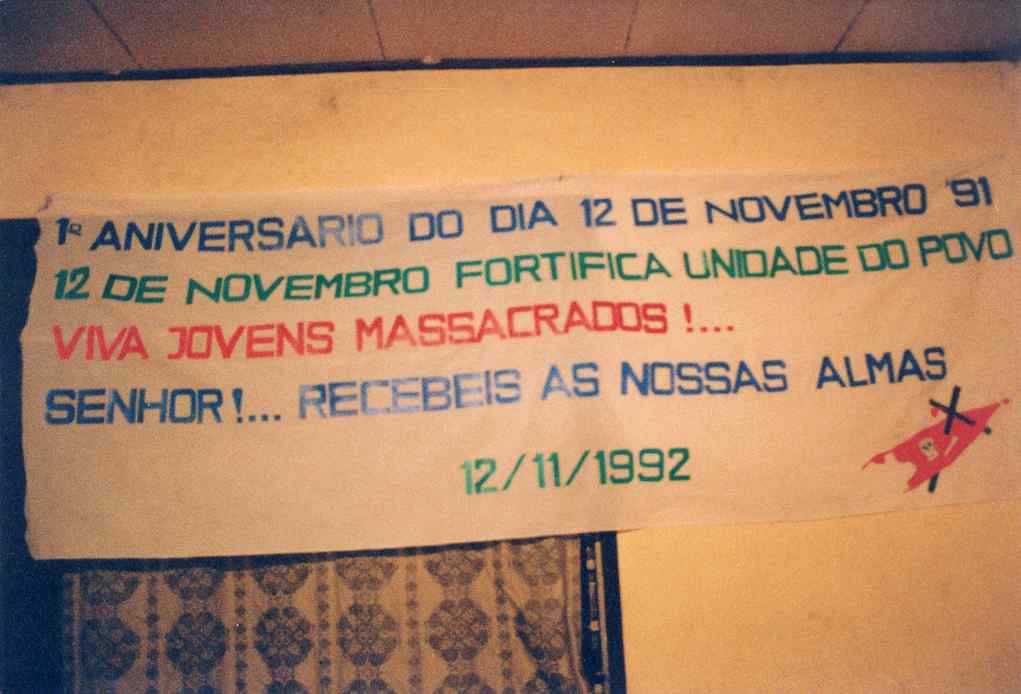 1º ANIVERSARIO DO DIA 12 DE NOVEMBRO '91
12 DE NOVEMBRO FORTIFICA UNIDADE DO POVO
VIVA JOVENS MASSACRADOS !...
SENHOR !... RECEBEIS AS NOSSAS ALMAS
12/11/1992